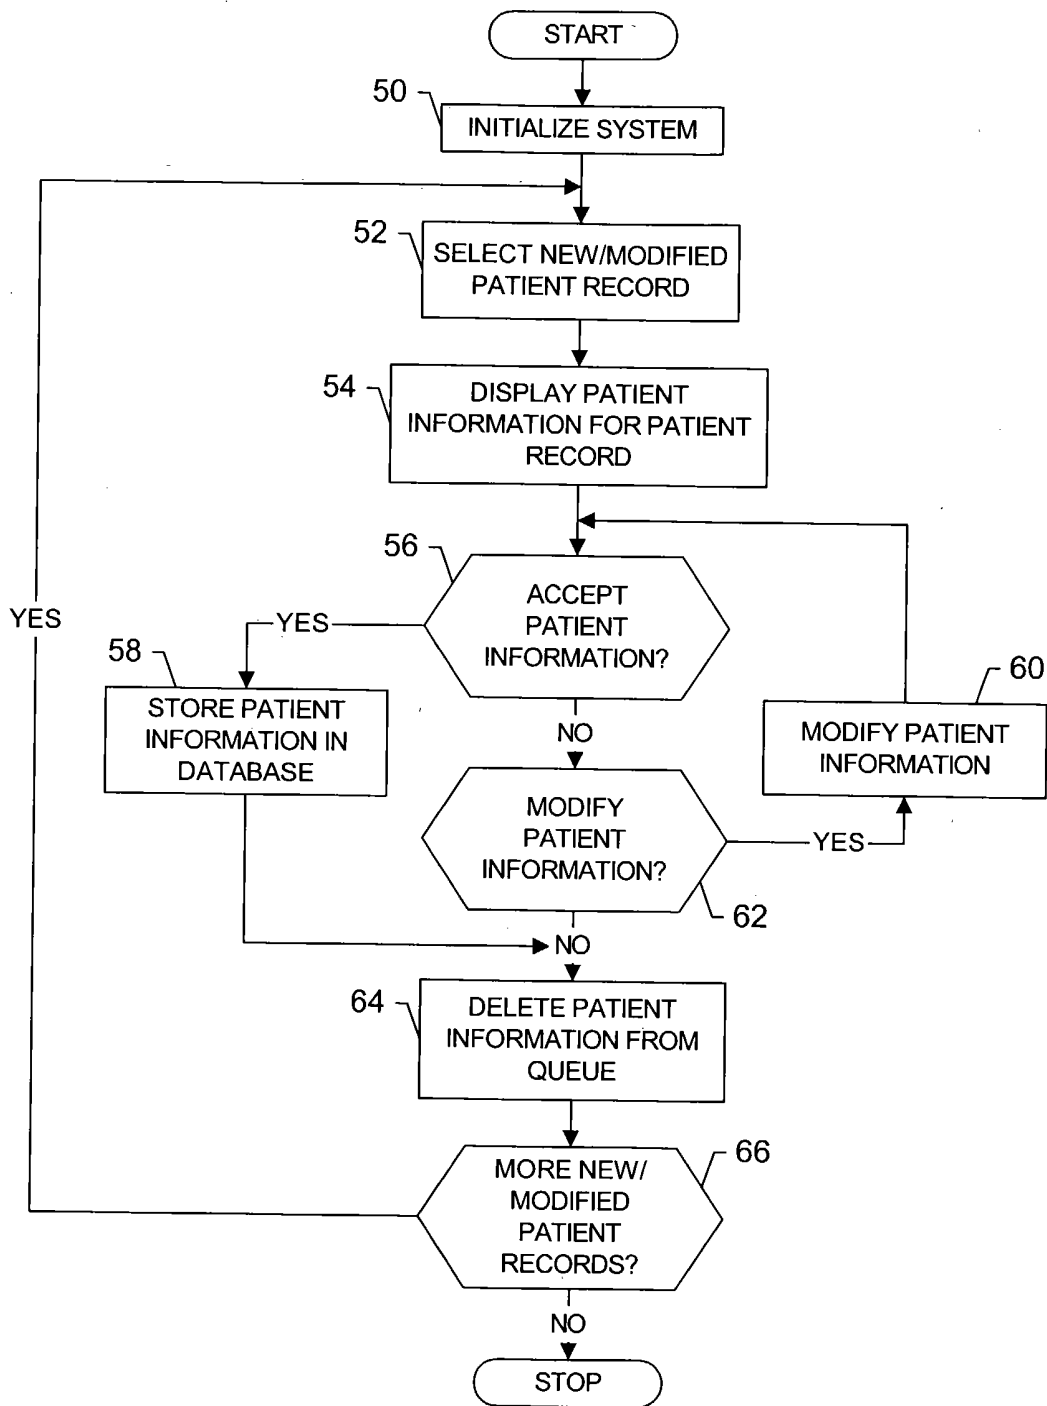 START
50
INITIALIZE SYSTEM
52
SELECT NEW/MODIFIED
PATIENT RECORD
54
DISPLAY PATIENT
INFORMATION FOR PATIENT
RECORD
56
ACCEPT
PATIENT
INFORMATION?
YES
YES
58
STORE PATIENT
INFORMATION IN
DATABASE
NO
60
MODIFY PATIENT
INFORMATION
MODIFY
PATIENT
INFORMATION?
YES
62
NO
64
DELETE PATIENT
INFORMATION FROM
QUEUE
66
MORE NEW/
MODIFIED
PATIENT
RECORDS?
NO
STOP